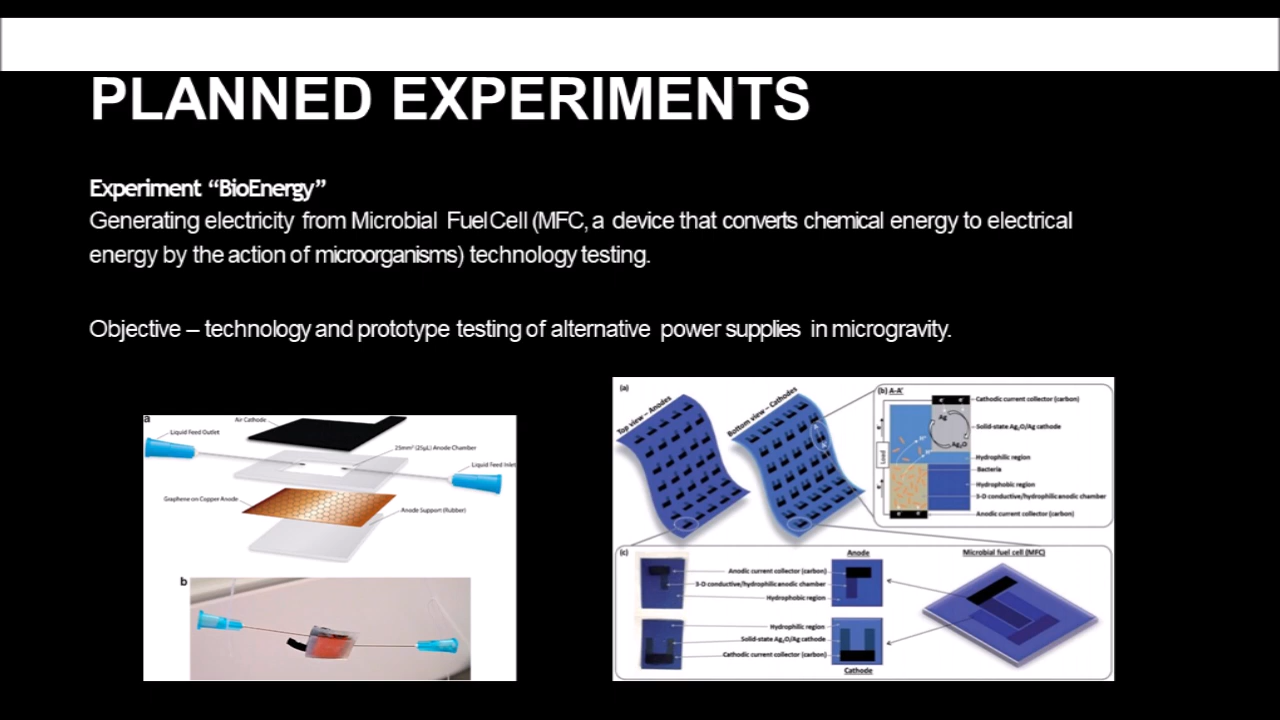 PLANNED EXPERIMENTS
Experiment “BioEnergy”
Generating electricity from Microbial Fuel Cell (MFC, a device that converts chemical energy to electrical
energy by the action of microorganisms) technology testing.
Objective – technology and prototype testing of alternative power supplies in microgravity.
a
Air Cathode
Liquid Feed Outlet
25mm² (25μL) Anode Chamber
Liquid Feed Inlet
Graphene on Copper Anode
Anode Support (Rubber)
b
(a)
Top view – Anodes
Bottom view – Cathodes
(b) A-A'
Cathodic current collector (carbon)
Solid-state Ag₂O/Ag cathode
Ag
Ag₂O
Load
Hydrophilic region
Bacteria
Hydrophobic region
3-D conductive/hydrophilic anodic chamber
Anodic current collector (carbon)
(c)
Anode
Microbial fuel cell (MFC)
Anodic current collector (carbon)
3-D conductive/hydrophilic anodic chamber
Hydrophobic region
Hydrophilic region
Solid-state Ag₂O/Ag cathode
Cathodic current collector (carbon)
Cathode